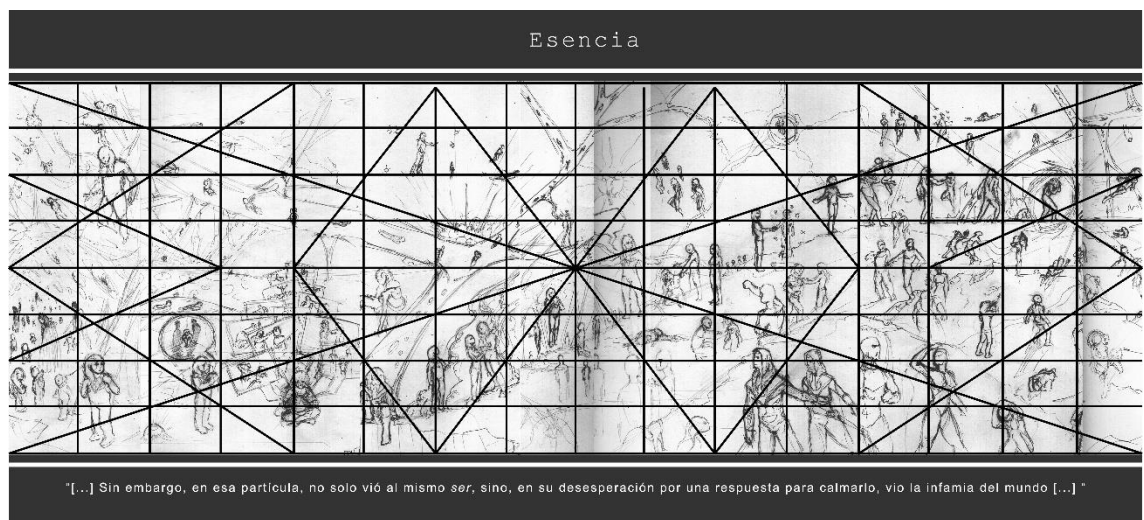 Esencia
"[...] Sin embargo, en esa partícula, no solo vió al mismo ser, sino, en su desesperación por una respuesta para calmarlo, vio la infamia del mundo [...] "